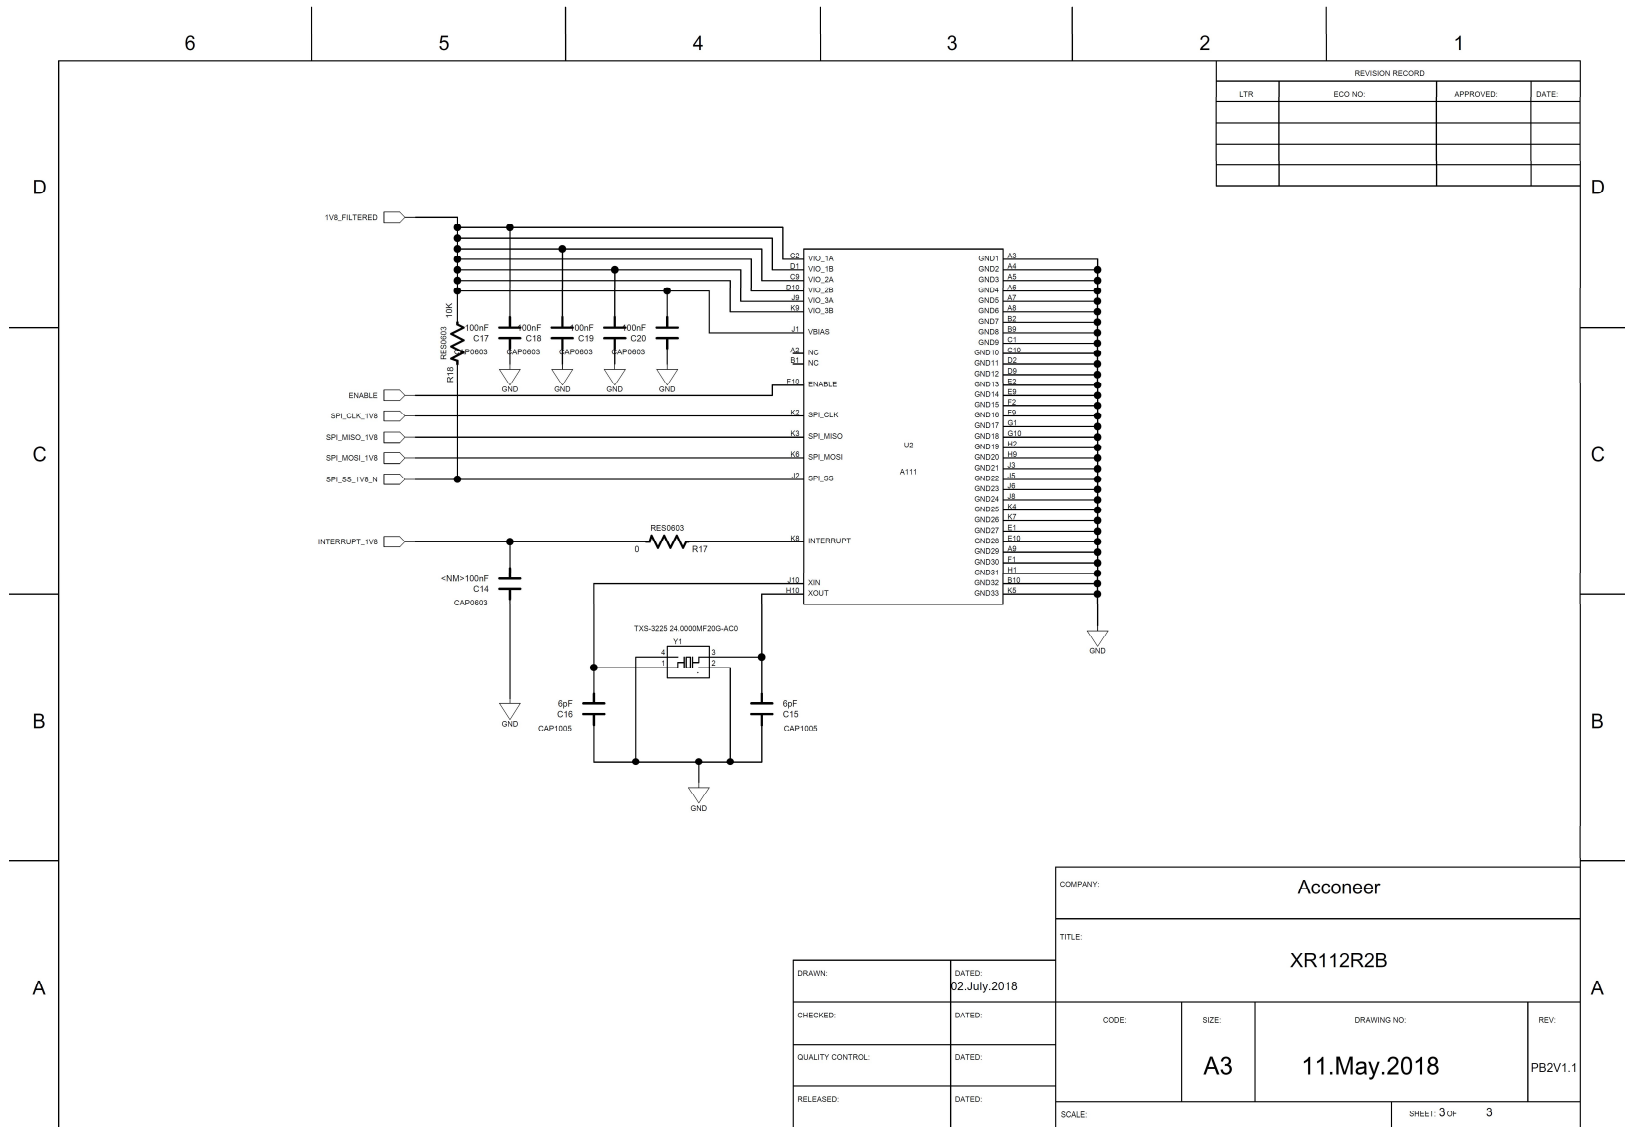 6 5 4 3 2 1
REVISION RECORD
LTR ECO NO: APPROVED: DATE:
D D
1V8_FILTERED
C2 VIO_1A GND1 A3
D1 VIO_1B GND2 A4
C9 VIO_2A GND3 A5
D10 VIO_2B GND4 A6
J9 VIO_3A GND5 A7
K9 VIO_3B GND6 A8
GND7 B2
J1 VBIAS GND8 B9
GND9 C1
A2 NC GND10 C10
B1 NC GND11 D2
GND12 D9
F10 ENABLE GND13 E2
GND14 E9
GND15 F2
K2 SPI_CLK GND16 F9
GND17 G1
K3 SPI_MISO GND18 G10
GND19 H2
K6 SPI_MOSI GND20 H9
GND21 J3
J2 SPI_SS GND22 J5
GND23 J6
GND24 J8
GND25 K4
GND26 K7
GND27 E1
K8 INTERRUPT GND28 E10
GND29 A9
GND30 F1
GND31 H1
J10 XIN GND32 B10
H10 XOUT GND33 K5
U2
A111
10K
RES0603
R18
100nF 100nF 100nF 100nF
C17 C18 C19 C20
CAP0603 CAP0603 CAP0603 CAP0603
GND GND GND GND
ENABLE
SPI_CLK_1V8
SPI_MISO_1V8
SPI_MOSI_1V8
SPI_SS_1V8_N
C C
RES0603
INTERRUPT_1V8
0 R17
<NM>100nF
C14
CAP0603
GND
TXS-3225 24.0000MF20G-AC0
Y1
4 3
1 2
6pF
C16
CAP1005
6pF
C15
CAP1005
GND
GND
B B
A A
COMPANY: Acconeer
TITLE:
XR112R2B
DRAWN: DATED:
02.July.2018
CHECKED: DATED:
QUALITY CONTROL: DATED:
RELEASED: DATED:
CODE: SIZE: DRAWING NO: REV:
A3 11.May.2018 PB2V1.1
SCALE: SHEET: 3 OF 3